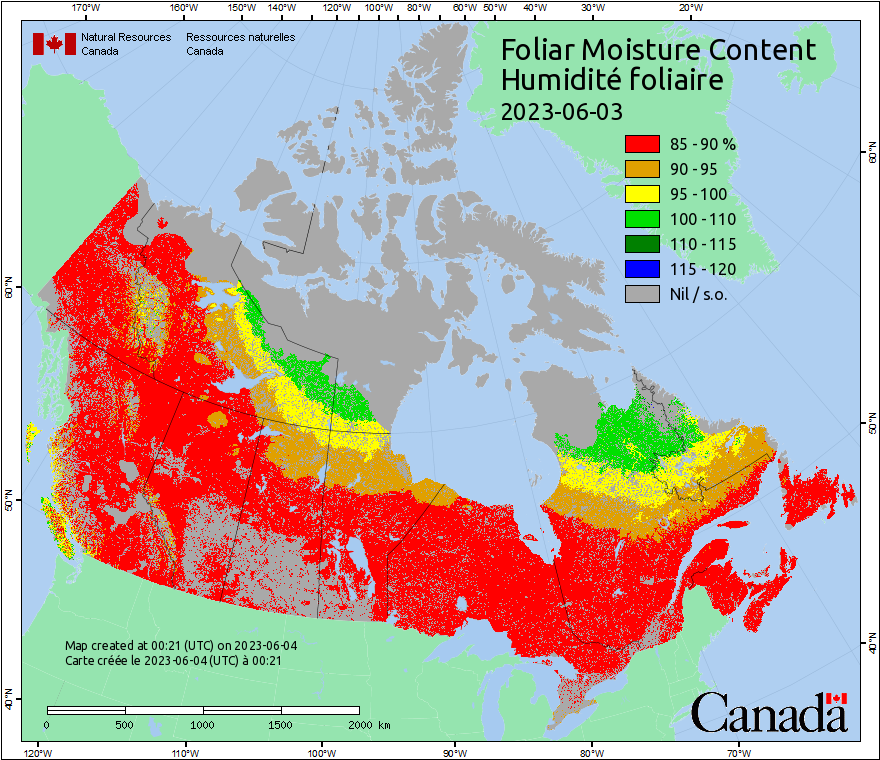 170°W 160°W 150°W 140°W 120°W 100°W 80°W 60°W 50°W 40°W 30°W 20°W
Natural Resources Ressources naturelles
Canada Canada
Foliar Moisture Content
Humidité foliaire
2023-06-03
85 - 90 %
90 - 95
95 - 100
100 - 110
110 - 115
115 - 120
Nil / s.o.
60°N
60°N
50°N
50°N
40°N
40°N
Map created at 00:21 (UTC) on 2023-06-04
Carte créée le 2023-06-04 (UTC) à 00:21
0 500 1000 1500 2000 km
Canada
120°W 110°W 100°W 90°W 80°W 70°W